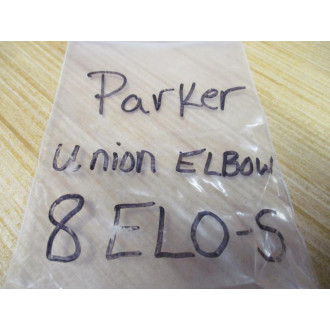 Parker
Union ELBOW
8 ELO-S